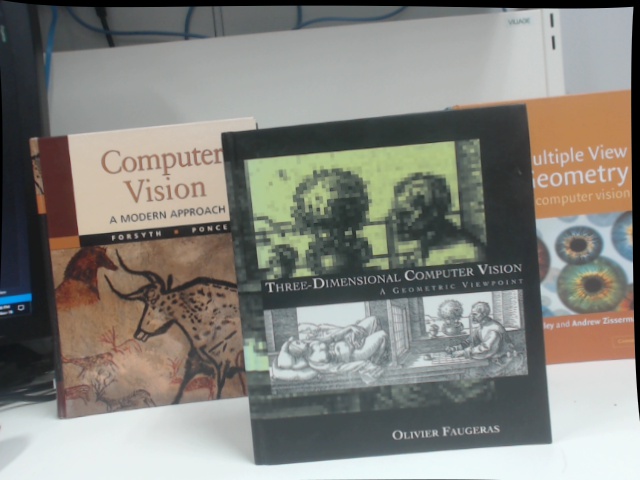 Computer
Vision
A MODERN APPROACH
FORSYTH PONCE
THREE-DIMENSIONAL COMPUTER VISION
A GEOMETRIC VIEWPOINT
OLIVIER FAUGERAS
ultiple View
eometry
computer vision
ley and Andrew Zisserm